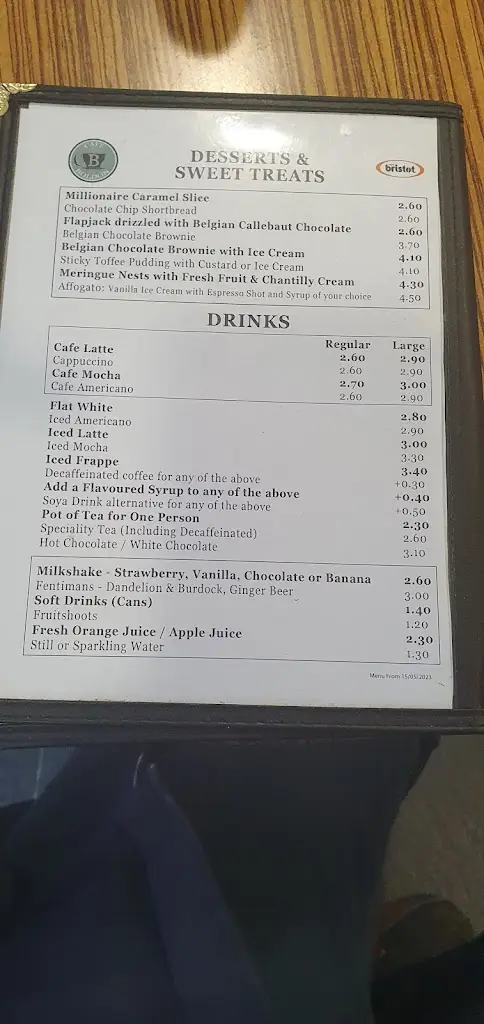 CAFE
B
DESSERTS &
SWEET TREATS
bristot
Millionaire Caramel Slice 2.60
Chocolate Chip Shortbread 2.60
Flapjack drizzled with Belgian Callebaut Chocolate 2.60
Belgian Chocolate Brownie 3.70
Belgian Chocolate Brownie with Ice Cream 4.10
Sticky Toffee Pudding with Custard or Ice Cream 4.10
Meringue Nests with Fresh Fruit & Chantilly Cream 4.30
Affogato: Vanilla Ice Cream with Espresso Shot and Syrup of your choice 4.50
DRINKS
Regular Large
Cafe Latte 2.60 2.90
Cappuccino 2.60 2.90
Cafe Mocha 2.70 3.00
Cafe Americano 2.60 2.90
Flat White 2.80
Iced Americano 2.90
Iced Latte 3.00
Iced Mocha 3.30
Iced Frappe 3.40
Decaffeinated coffee for any of the above +0.30
Add a Flavoured Syrup to any of the above +0.40
Soya Drink alternative for any of the above +0.50
Pot of Tea for One Person 2.30
Speciality Tea (Including Decaffeinated) 2.60
Hot Chocolate / White Chocolate 3.10
Milkshake - Strawberry, Vanilla, Chocolate or Banana 2.60
Fentimans - Dandelion & Burdock, Ginger Beer 3.00
Soft Drinks (Cans) 1.40
Fruitshoots 1.20
Fresh Orange Juice / Apple Juice 2.30
Still or Sparkling Water 1.30
Menu From 15/05/2023